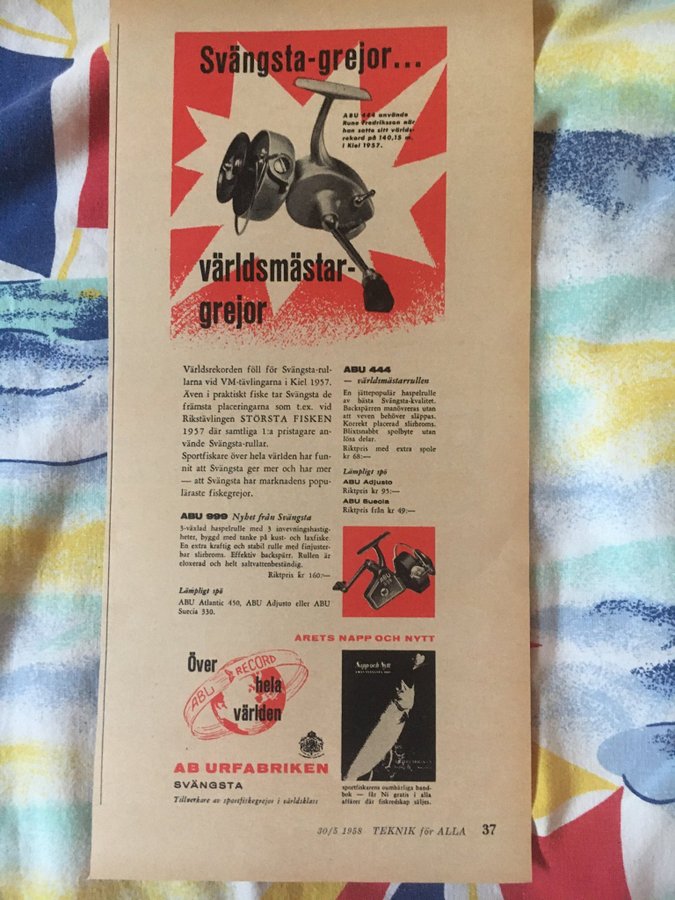 Svängsta-grejor...
ABU 444 använde
Rune Fredriksson när
han satte sitt världs-
rekord på 140,15 m.
i Kiel 1957.
världsmästar-
grejor
Världsrekorden föll för Svängsta-rul-
larna vid VM-tävlingarna i Kiel 1957.
Även i praktiskt fiske tar Svängsta de
främsta placeringarna som t.ex. vid
Rikstävlingen STÖRSTA FISKEN
1957 där samtliga 1:a pristagare an-
vände Svängsta-rullar.
Sportfiskare över hela världen har fun-
nit att Svängsta ger mer och har mer
— att Svängsta har marknadens popu-
läraste fiskegrejor.
ABU 444
— världsmästarrullen
En jättepopulär haspelrulle
av bästa Svängsta-kvalitet.
Backspärren manövreras utan
att veven behöver släppas.
Korrekt placerad slirbroms.
Blixtsnabbt spolbyte utan
lösa delar.
Riktpris med extra spole
kr 68:—
Lämpligt spö
ABU Adjusto
Riktpris kr 95:—
ABU Suecia
Riktpris från kr 49:—
ABU 999 Nyhet från Svängsta
3-växlad haspelrulle med 3 invevningshastig-
heter, byggd med tanke på kust- och laxfiske.
En extra kraftig och stabil rulle med finjuster-
bar slirbroms. Effektiv backspärr. Rullen är
eloxerad och helt saltvattenbeständig.
Riktpris kr 160:—
Lämpligt spö
ABU Atlantic 450, ABU Adjusto eller ABU
Suecia 330.
ABU
ÅRETS NAPP OCH NYTT
Över
hela
världen
ABU RECORD
Napp och Nytt
AB URFABRIKEN
SVÄNGSTA
Tillverkare av sportfiskegrejor i världsklass
sportfiskarens oumbärliga hand-
bok — får Ni gratis i alla
affärer där fiskredskap säljes.
30/5 1958 TEKNIK för ALLA 37